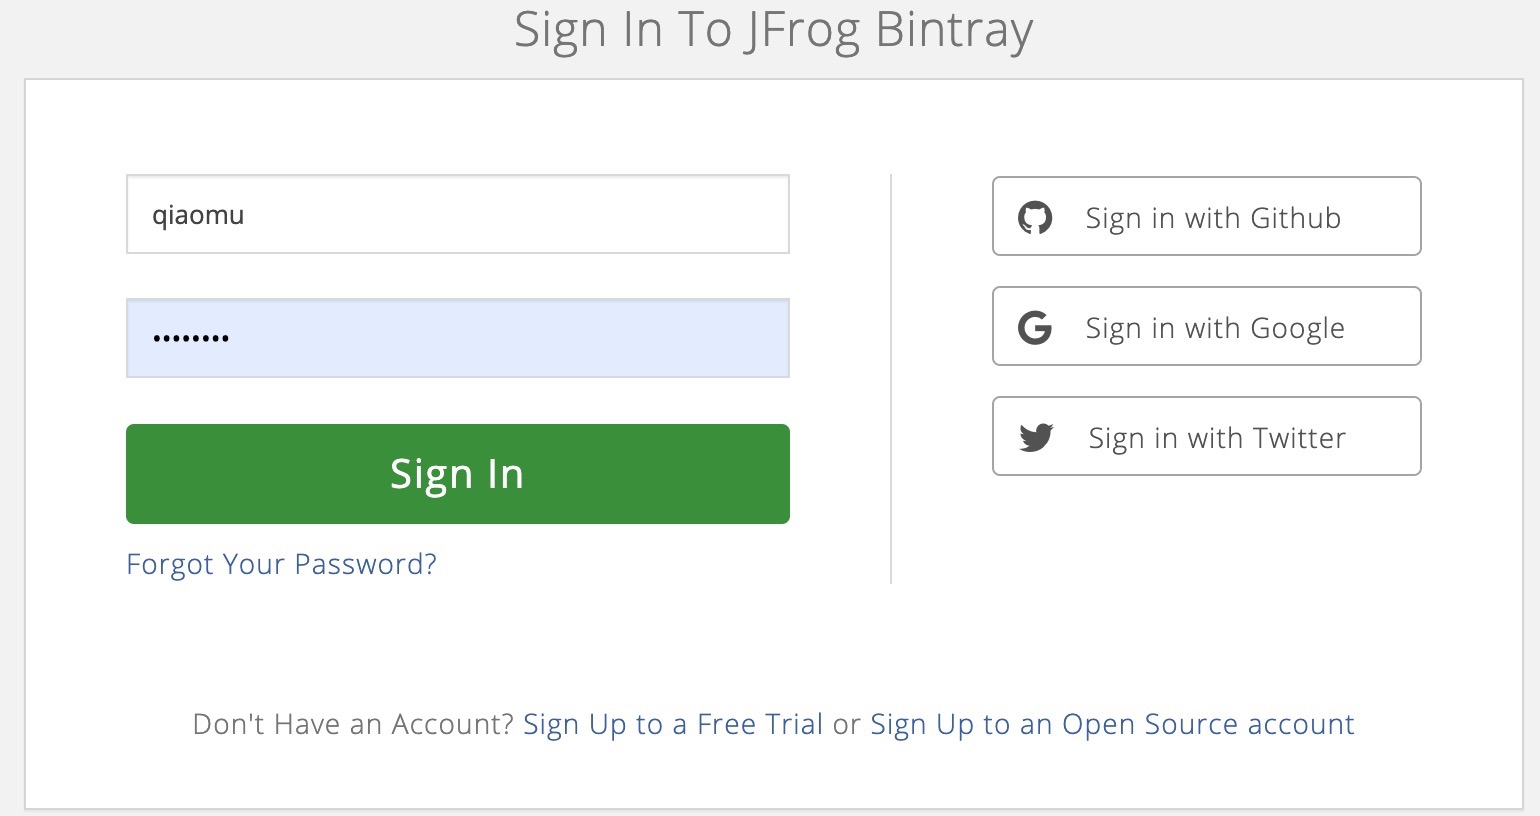 Sign In To JFrog Bintray
qiaomu
••••••••
Sign In
Forgot Your Password?
Sign in with Github
Sign in with Google
Sign in with Twitter
Don't Have an Account? Sign Up to a Free Trial or Sign Up to an Open Source account